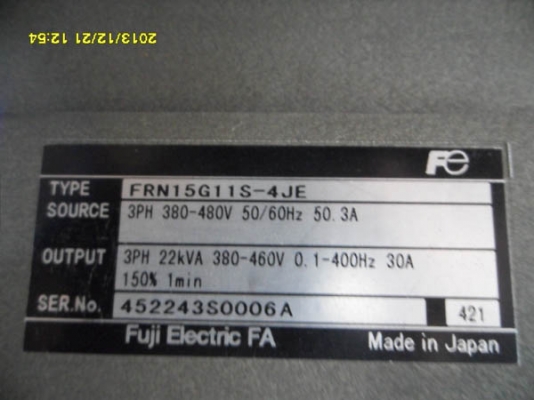 2013/12/21 12:54
Fe
TYPE FRN15G11S-4JE
SOURCE 3PH 380-480V 50/60Hz 50.3A
OUTPUT 3PH 22kVA 380-460V 0.1-400Hz 30A
150% 1min
SER.No. 452243S0006A 421
Fuji Electric FA Made in Japan